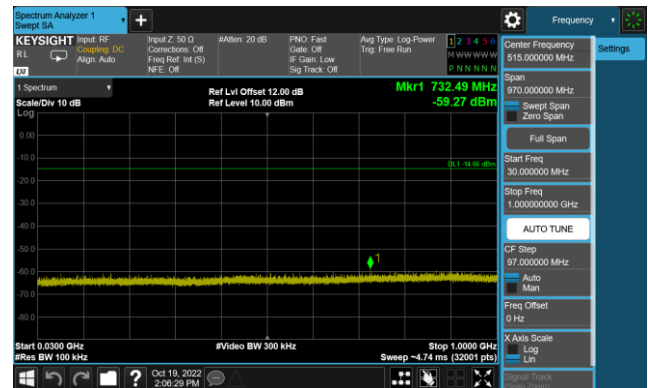 Spectrum Analyzer 1
Swept SA
Frequency
KEYSIGHT
RL
Input: RF
Coupling: DC
Align: Auto
Input Z: 50 Ω
Corrections: Off
Freq Ref: Int (S)
NFE: Off
#Atten: 20 dB
PNO: Fast
Gate: Off
IF Gain: Low
Sig Track: Off
Avg Type: Log-Power
Trig: Free Run
1 2 3 4 5 6
M W W W W W
P N N N N N
LXI
1 Spectrum
Scale/Div 10 dB
Log
Ref Lvl Offset 12.00 dB
Ref Level 10.00 dBm
Mkr1 732.49 MHz
-59.27 dBm
0.00
-10.0
DL1 -14.66 dBm
-20.0
-30.0
-40.0
-50.0
1
-60.0
-70.0
-80.0
Start 0.0300 GHz
#Res BW 100 kHz
#Video BW 300 kHz
Stop 1.0000 GHz
Sweep ~4.74 ms (32001 pts)
?
Oct 19, 2022
2:06:29 PM
Center Frequency
515.000000 MHz
Settings
Span
970.000000 MHz
Swept Span
Zero Span
Full Span
Start Freq
30.000000 MHz
Stop Freq
1.000000000 GHz
AUTO TUNE
CF Step
97.000000 MHz
Auto
Man
Freq Offset
0 Hz
X Axis Scale
Log
Lin
Signal Track